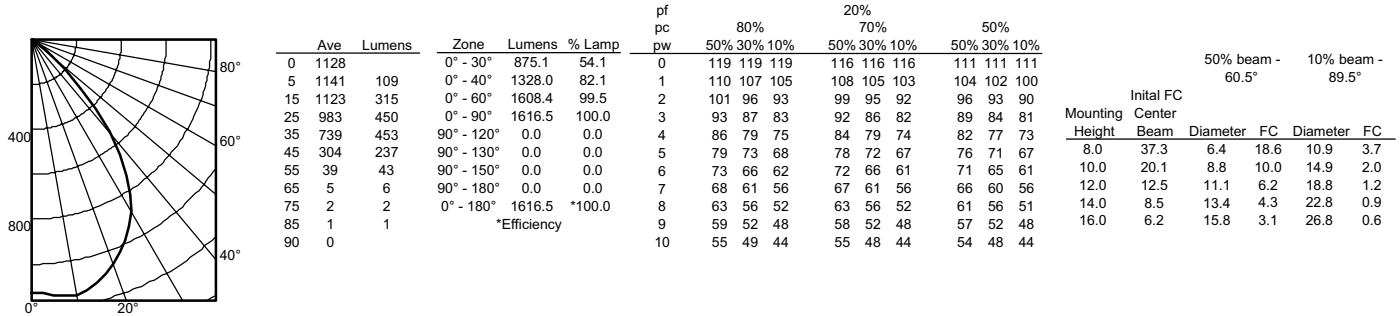 80°
60°
40°
400
800
0° 20°
Ave Lumens
0 1128
5 1141 109
15 1123 315
25 983 450
35 739 453
45 304 237
55 39 43
65 5 6
75 2 2
85 1 1
90 0
Zone Lumens % Lamp
0° - 30° 875.1 54.1
0° - 40° 1328.0 82.1
0° - 60° 1608.4 99.5
0° - 90° 1616.5 100.0
90° - 120° 0.0 0.0
90° - 130° 0.0 0.0
90° - 150° 0.0 0.0
90° - 180° 0.0 0.0
0° - 180° 1616.5 *100.0
*Efficiency
pf 20%
pc 80% 70% 50%
pw 50% 30% 10% 50% 30% 10% 50% 30% 10%
0 119 119 119 116 116 116 111 111 111
1 110 107 105 108 105 103 104 102 100
2 101 96 93 99 95 92 96 93 90
3 93 87 83 92 86 82 89 84 81
4 86 79 75 84 79 74 82 77 73
5 79 73 68 78 72 67 76 71 67
6 73 66 62 72 66 61 71 65 61
7 68 61 56 67 61 56 66 60 56
8 63 56 52 63 56 52 61 56 51
9 59 52 48 58 52 48 57 52 48
10 55 49 44 55 48 44 54 48 44
50% beam - 10% beam -
60.5° 89.5°
Inital FC
Mounting Center
Height Beam Diameter FC Diameter FC
8.0 37.3 6.4 18.6 10.9 3.7
10.0 20.1 8.8 10.0 14.9 2.0
12.0 12.5 11.1 6.2 18.8 1.2
14.0 8.5 13.4 4.3 22.8 0.9
16.0 6.2 15.8 3.1 26.8 0.6